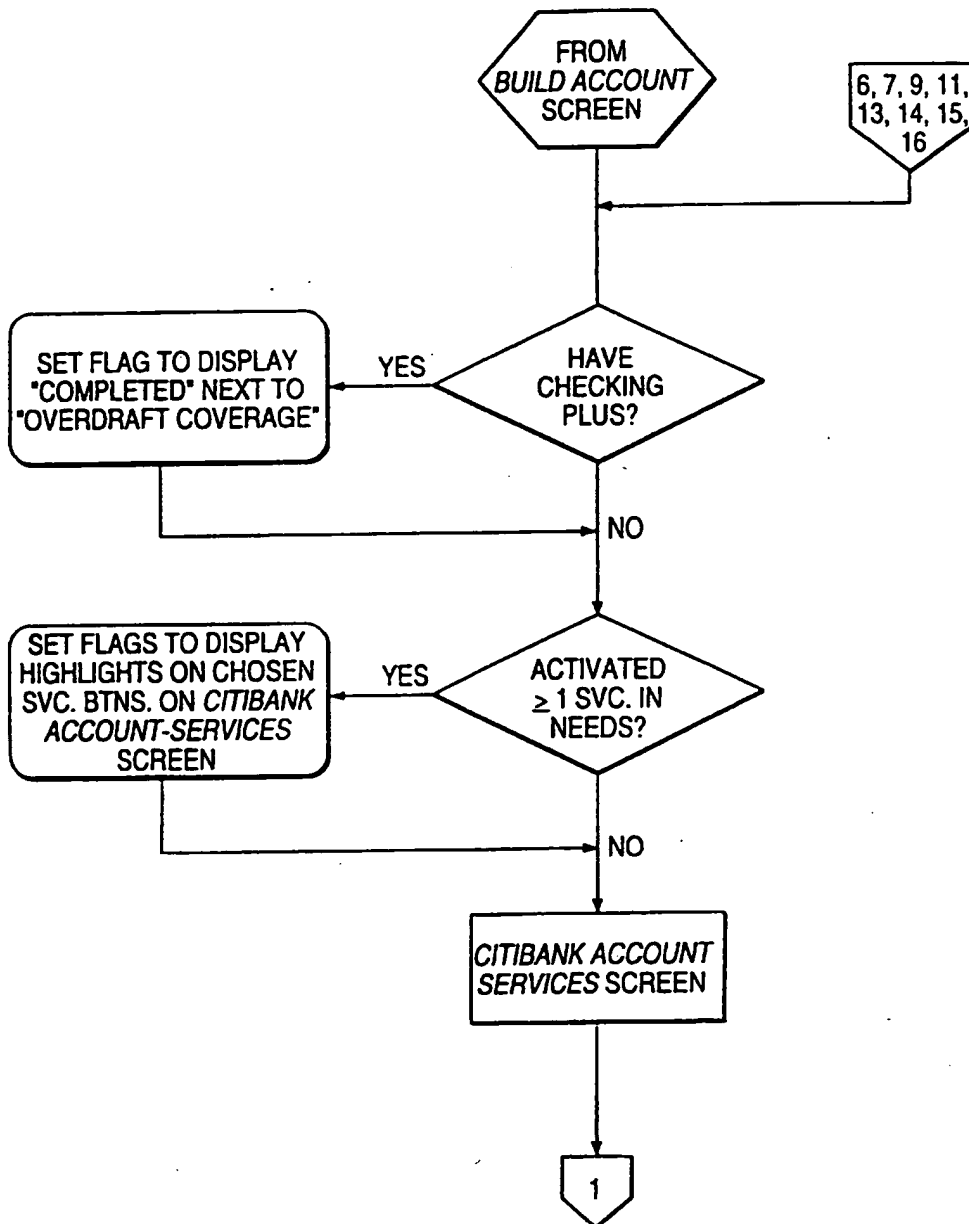 FROM
BUILD ACCOUNT
SCREEN
6, 7, 9, 11,
13, 14, 15,
16
SET FLAG TO DISPLAY
"COMPLETED" NEXT TO
"OVERDRAFT COVERAGE"
YES
HAVE
CHECKING
PLUS?
NO
SET FLAGS TO DISPLAY
HIGHLIGHTS ON CHOSEN
SVC. BTNS. ON CITIBANK
ACCOUNT-SERVICES
SCREEN
YES
ACTIVATED
≥ 1 SVC. IN
NEEDS?
NO
CITIBANK ACCOUNT
SERVICES SCREEN
1